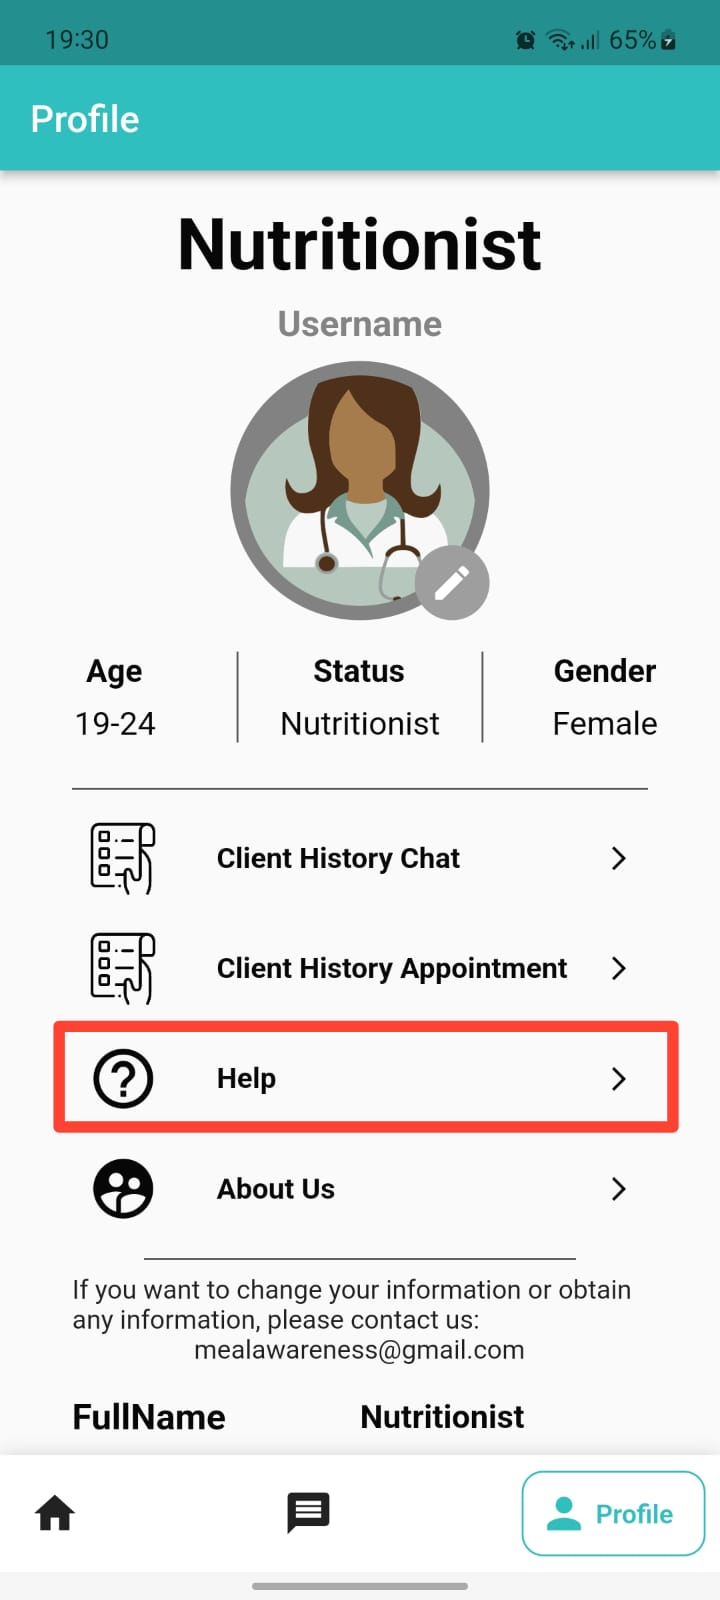 19:30 65%
Profile
Nutritionist
Username
Age Status Gender
19-24 Nutritionist Female
Client History Chat
Client History Appointment
? Help
About Us
If you want to change your information or obtain
any information, please contact us:
mealawareness@gmail.com
FullName Nutritionist
Profile